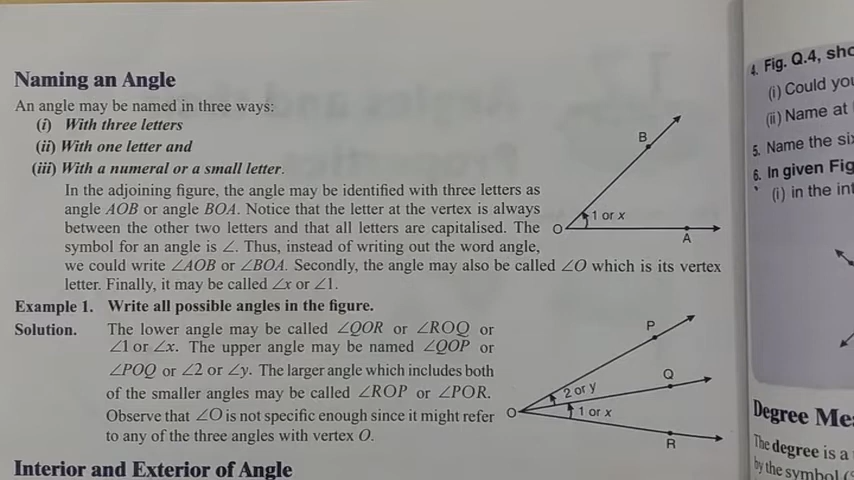 Naming an Angle
An angle may be named in three ways:
(i) With three letters
(ii) With one letter and
(iii) With a numeral or a small letter.
In the adjoining figure, the angle may be identified with three letters as
angle AOB or angle BOA. Notice that the letter at the vertex is always
between the other two letters and that all letters are capitalised. The
symbol for an angle is ∠. Thus, instead of writing out the word angle,
we could write ∠AOB or ∠BOA. Secondly, the angle may also be called ∠O which is its vertex
letter. Finally, it may be called ∠x or ∠1.
B
1 or x
O
A
Example 1. Write all possible angles in the figure.
Solution. The lower angle may be called ∠QOR or ∠ROQ or
∠1 or ∠x. The upper angle may be named ∠QOP or
∠POQ or ∠2 or ∠y. The larger angle which includes both
of the smaller angles may be called ∠ROP or ∠POR.
Observe that ∠O is not specific enough since it might refer
to any of the three angles with vertex O.
P
Q
2 or y
O
1 or x
R
Interior and Exterior of Angle
4. Fig. Q.4, sho
(i) Could you
(ii) Name at
5. Name the six
6. In given Fig
(i) in the int
Degree Me
The degree is a
by the symbol (